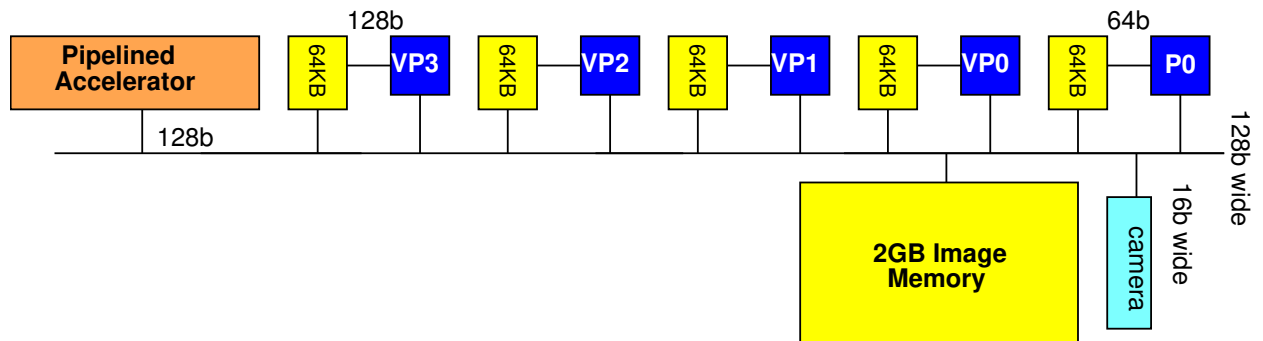 128b
64b
Pipelined
Accelerator
64KB
VP3
64KB
VP2
64KB
VP1
64KB
VP0
64KB
P0
128b
128b wide
16b wide
2GB Image
Memory
camera